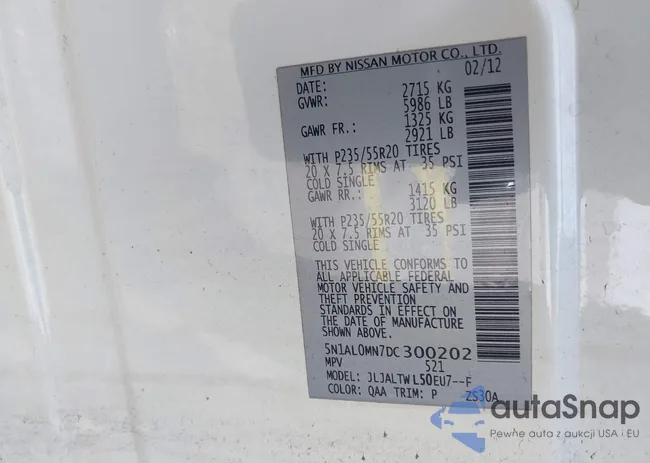 MFD BY NISSAN MOTOR CO., LTD.
DATE: 02/12
GVWR: 2715 KG
5986 LB
GAWR FR.: 1325 KG
2921 LB
WITH P235/55R20 TIRES
20 X 7.5 RIMS AT 35 PSI
COLD SINGLE
GAWR RR.: 1415 KG
3120 LB
WITH P235/55R20 TIRES
20 X 7.5 RIMS AT 35 PSI
COLD SINGLE
THIS VEHICLE CONFORMS TO
ALL APPLICABLE FEDERAL
MOTOR VEHICLE SAFETY AND
THEFT PREVENTION
STANDARDS IN EFFECT ON
THE DATE OF MANUFACTURE
SHOWN ABOVE.
5N1AL0MN7DC300202
MPV 521
MODEL: JLJALTWL50EU7--F
COLOR: QAA TRIM: P ZS30A
autoSnap
Pewne auta z aukcji USA i EU